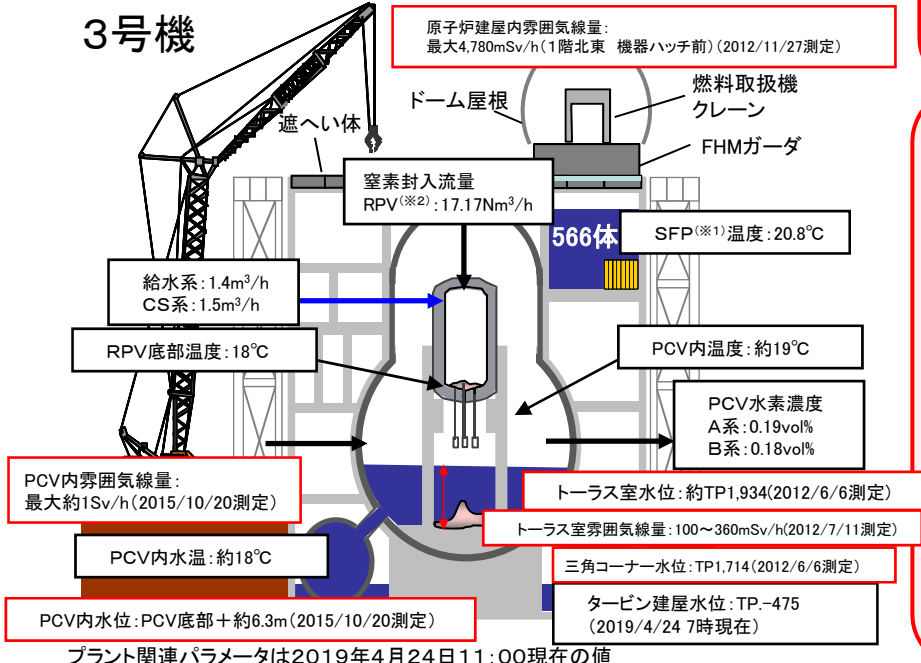 3号機
原子炉建屋内雰囲気線量:
最大4,780mSv/h(1階北東 機器ハッチ前)(2012/11/27測定)
ドーム屋根
燃料取扱機
クレーン
遮へい体
FHMガーダ
窒素封入流量
RPV(※2):17.17Nm³/h
566体
SFP(※1)温度:20.8℃
給水系:1.4m³/h
CS系:1.5m³/h
RPV底部温度:18℃
PCV内温度:約19℃
PCV水素濃度
A系:0.19vol%
B系:0.18vol%
PCV内雰囲気線量:
最大約1Sv/h(2015/10/20測定)
トーラス室水位:約TP1,934(2012/6/6測定)
トーラス室雰囲気線量:100～360mSv/h(2012/7/11測定)
PCV内水温:約18℃
三角コーナー水位:TP1,714(2012/6/6測定)
タービン建屋水位:TP.-475
(2019/4/24 7時現在)
PCV内水位:PCV底部+約6.3m(2015/10/20測定)
プラント関連パラメータは2019年4月24日11:00現在の値